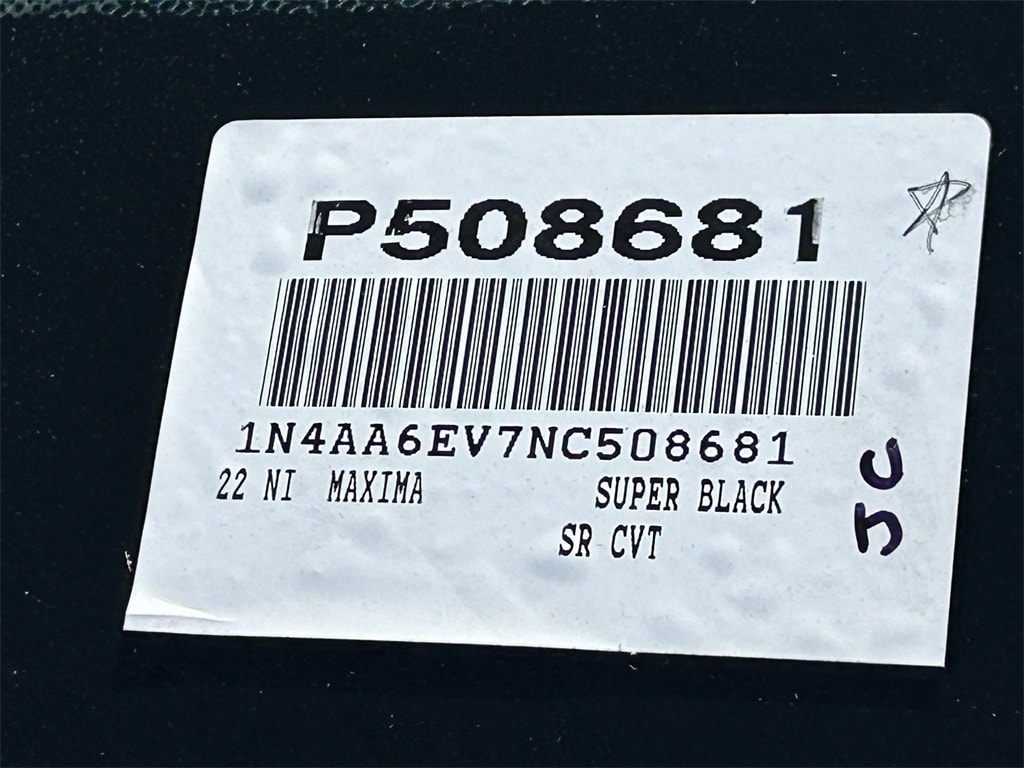 P508681
1N4AA6EV7NC508681
22 NI MAXIMA SUPER BLACK
SR CVT
JC